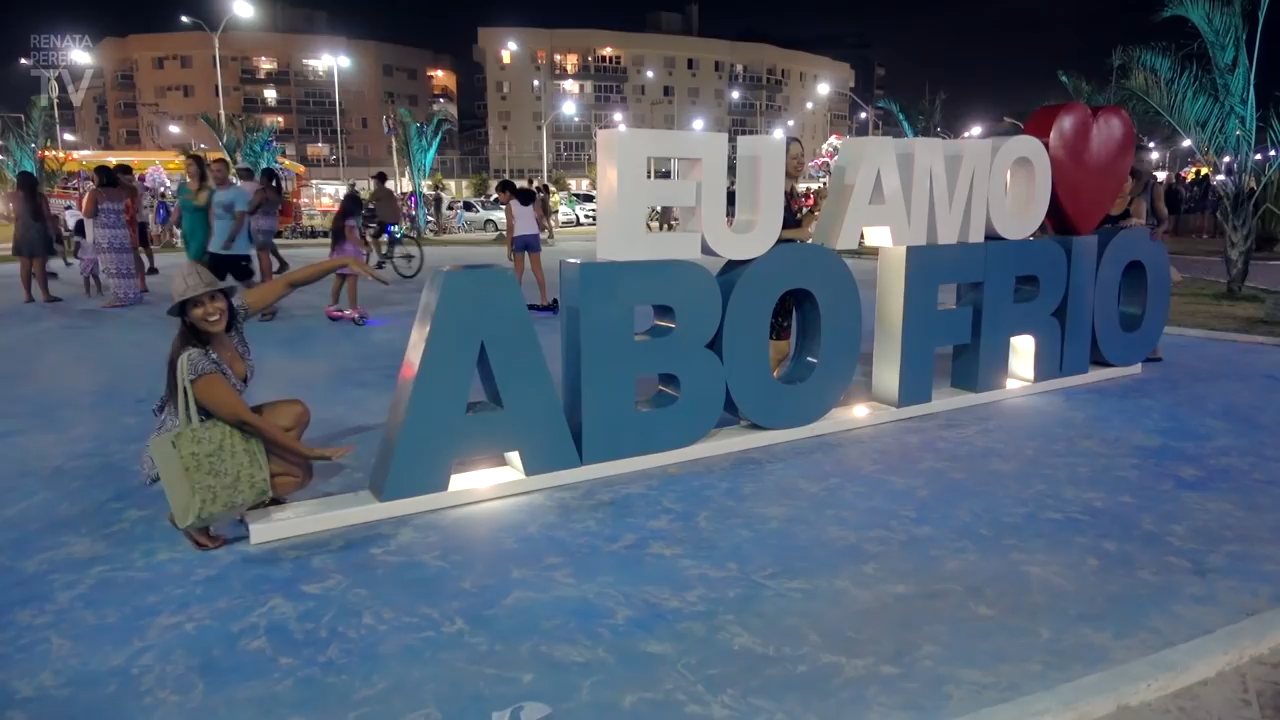 RENATA
PEREIRA
TV
EU AMO
ABO FRIO